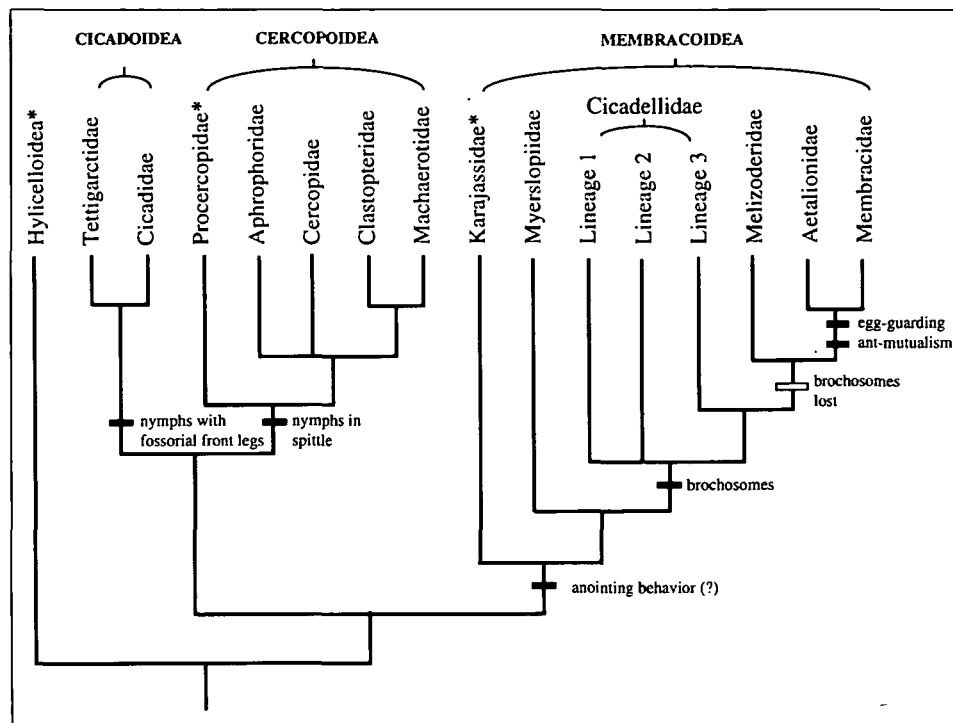 CICADOIDEA
CERCOPOIDEA
MEMBRACOIDEA
Cicadellidae
Hylicelloidea*
Tettigarctidae
Cicadidae
Procercopidae*
Aphrophoridae
Cercopidae
Clastopteridae
Machaerotidae
Karajassidae*
Myerslopiidae
Lineage 1
Lineage 2
Lineage 3
Melizoderidae
Aetalionidae
Membracidae
egg-guarding
ant-mutualism
brochosomes
lost
nymphs with
fossorial front legs
nymphs in
spittle
brochosomes
anointing behavior (?)